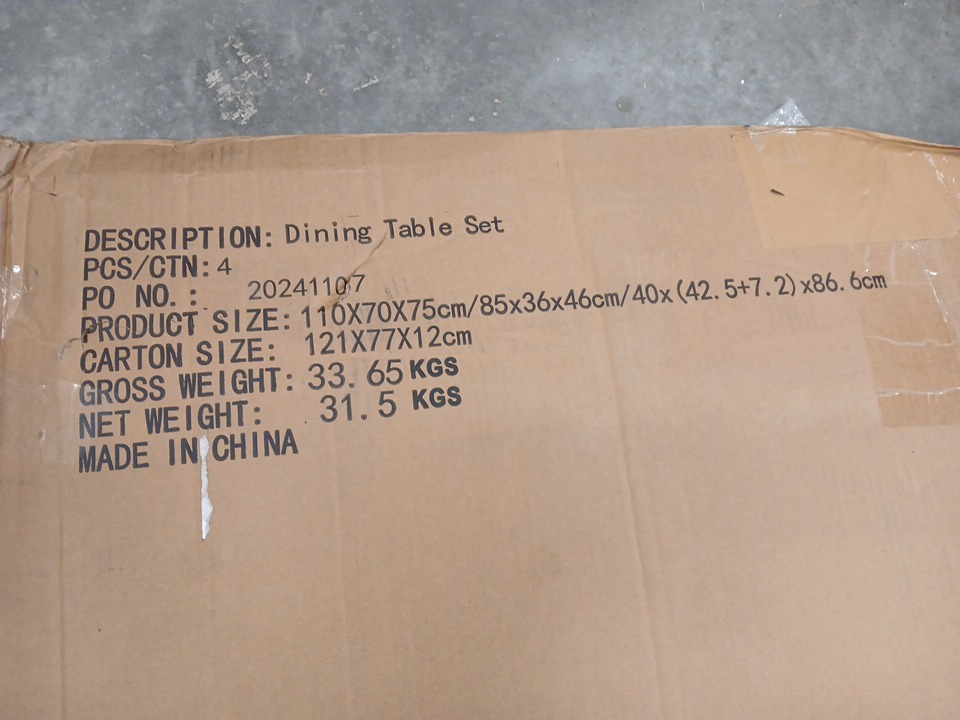 DESCRIPTION: Dining Table Set
PCS/CTN: 4
PO NO.: 20241107
PRODUCT SIZE: 110X70X75cm/85x36x46cm/40x(42.5+7.2)x86.6cm
CARTON SIZE: 121X77X12cm
GROSS WEIGHT: 33.65 KGS
NET WEIGHT: 31.5 KGS
MADE IN CHINA